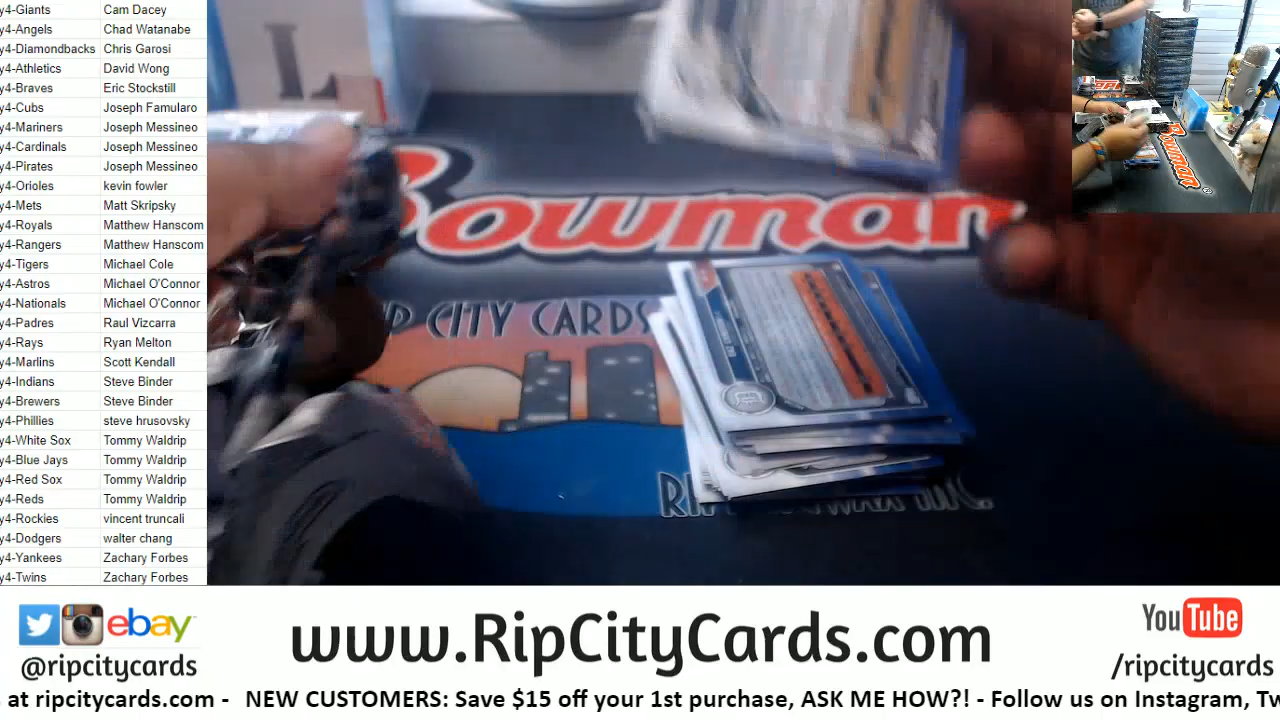 y4-Giants Cam Dacey
y4-Angels Chad Watanabe
y4-Diamondbacks Chris Garosi
y4-Athletics David Wong
y4-Braves Eric Stockstill
y4-Cubs Joseph Famularo
y4-Mariners Joseph Messineo
y4-Cardinals Joseph Messineo
y4-Pirates Joseph Messineo
y4-Orioles kevin fowler
y4-Mets Matt Skripsky
y4-Royals Matthew Hanscom
y4-Rangers Matthew Hanscom
y4-Tigers Michael Cole
y4-Astros Michael O'Connor
y4-Nationals Michael O'Connor
y4-Padres Raul Vizcarra
y4-Rays Ryan Melton
y4-Marlins Scott Kendall
y4-Indians Steve Binder
y4-Brewers Steve Binder
y4-Phillies steve hrusovsky
y4-White Sox Tommy Waldrip
y4-Blue Jays Tommy Waldrip
y4-Red Sox Tommy Waldrip
y4-Reds Tommy Waldrip
y4-Rockies vincent truncali
y4-Dodgers walter chang
y4-Yankees Zachary Forbes
y4-Twins Zachary Forbes
Bowman
Bowman
IP CITY CARDS
INC.
ebay
@ripcitycards
www.RipCityCards.com
YouTube
/ripcitycards
at ripcitycards.com - NEW CUSTOMERS: Save $15 off your 1st purchase, ASK ME HOW?! - Follow us on Instagram, Tw